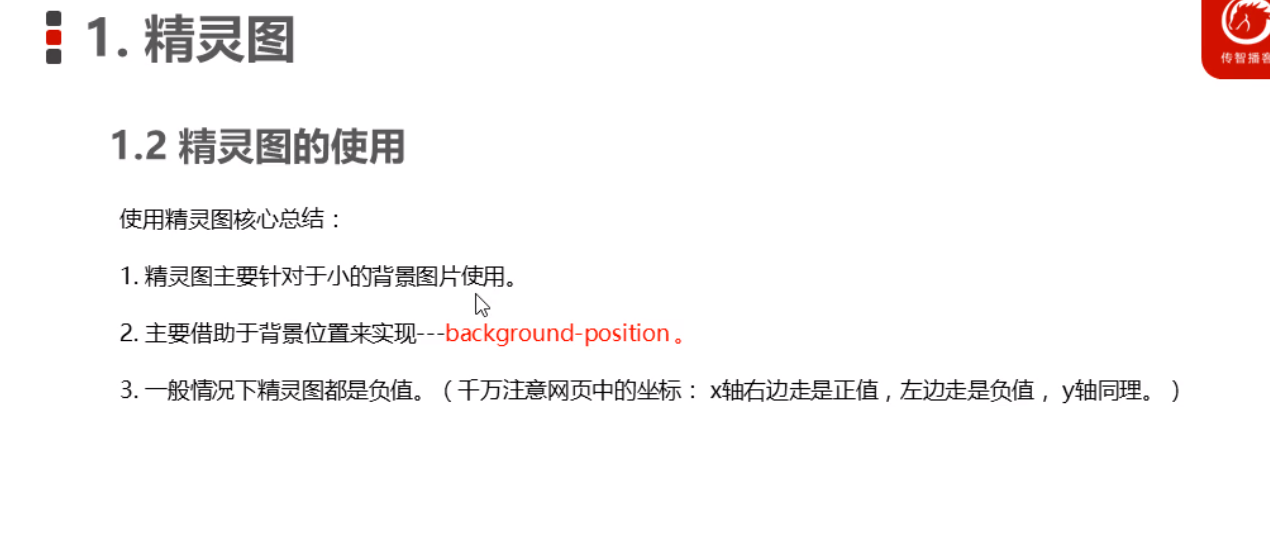 1. 精灵图
传智播客
1.2 精灵图的使用
使用精灵图核心总结：
1. 精灵图主要针对于小的背景图片使用。
2. 主要借助于背景位置来实现---background-position 。
3. 一般情况下精灵图都是负值。（千万注意网页中的坐标： x轴右边走是正值，左边走是负值， y轴同理。）